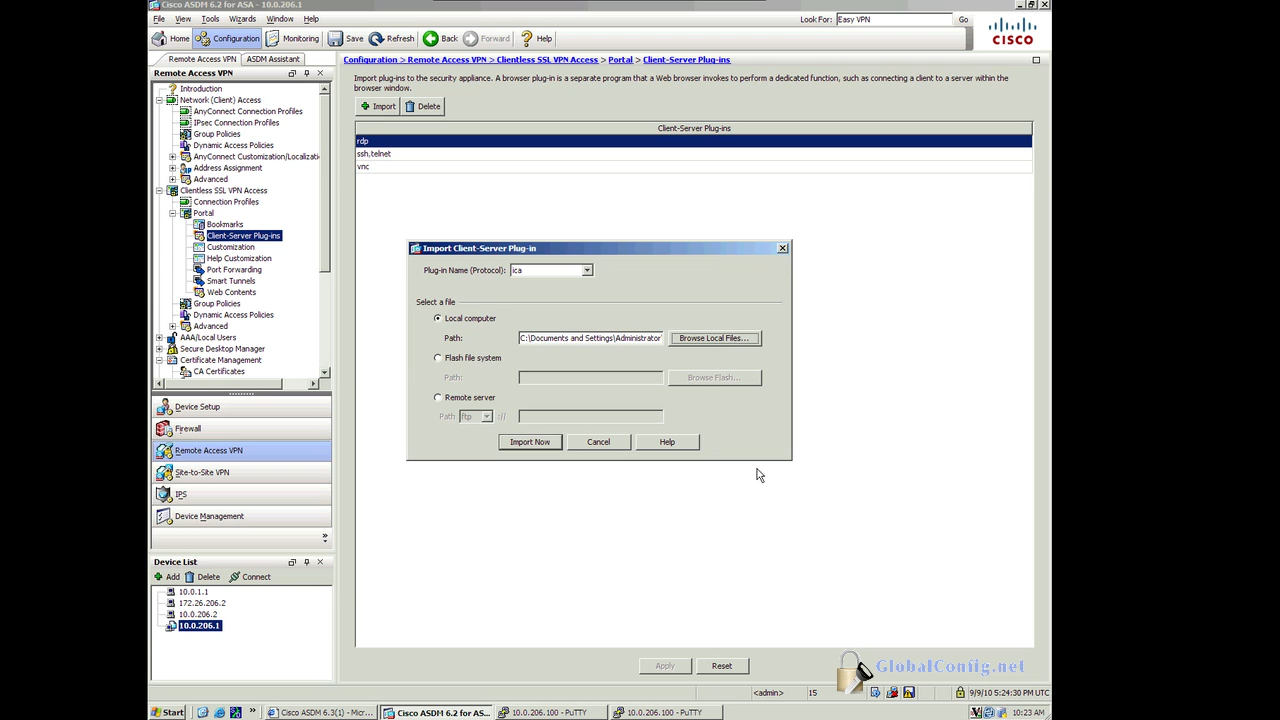 Cisco ASDM 6.2 for ASA - 10.0.206.1
File View Tools Wizards Window Help Look For: Easy VPN Go
Home Configuration Monitoring Save Refresh Back Forward Help
CISCO
Remote Access VPN ASDM Assistant
Remote Access VPN
Introduction
Network (Client) Access
AnyConnect Connection Profiles
IPsec Connection Profiles
Group Policies
Dynamic Access Policies
AnyConnect Customization/Localizati
Address Assignment
Advanced
Clientless SSL VPN Access
Connection Profiles
Portal
Bookmarks
Client-Server Plug-ins
Customization
Help Customization
Port Forwarding
Smart Tunnels
Web Contents
Group Policies
Dynamic Access Policies
Advanced
AAA/Local Users
Secure Desktop Manager
Certificate Management
CA Certificates
Device Setup
Firewall
Remote Access VPN
Site-to-Site VPN
IPS
Device Management
»
Device List
Add Delete Connect
10.0.1.1
172.26.206.2
10.0.206.2
10.0.206.1
Configuration > Remote Access VPN > Clientless SSL VPN Access > Portal > Client-Server Plug-ins
Import plug-ins to the security appliance. A browser plug-in is a separate program that a Web browser invokes to perform a dedicated function, such as connecting a client to a server within the
browser window.
Import Delete
Client-Server Plug-ins
rdp
ssh,telnet
vnc
Import Client-Server Plug-in
Plug-in Name (Protocol): ica
Select a file
Local computer
Path: C:\Documents and Settings\Administrator\ Browse Local Files...
Flash file system
Path: Browse Flash...
Remote server
Path ftp ://
Import Now Cancel Help
Apply Reset
GlobalConfig.net
<admin> 15 9/9/10 5:24:30 PM UTC
Start » Cisco ASDM 6.3(1) - Micr... Cisco ASDM 6.2 for ASA... 10.0.206.100 - PuTTY 10.0.206.100 - PuTTY 10:23 AM